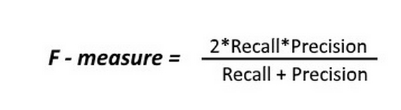 F - measure = 2*Recall*Precision
Recall + Precision